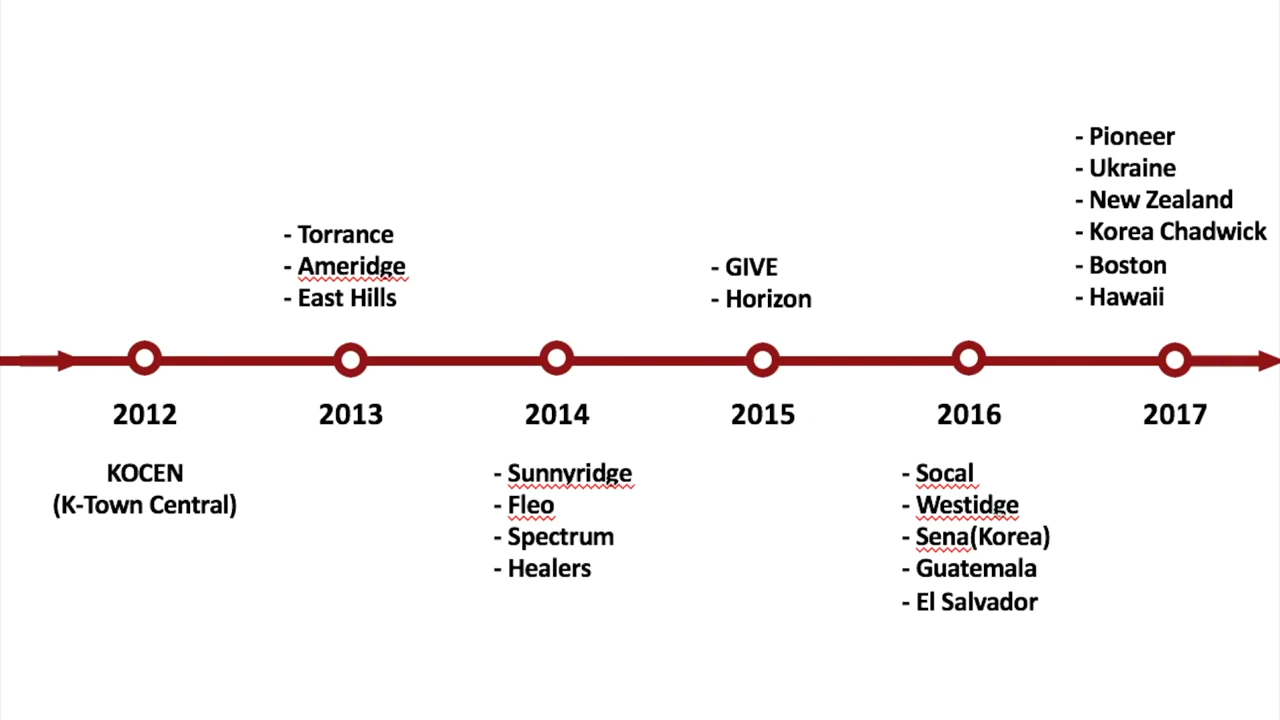 2012
KOCEN
(K-Town Central)
- Torrance
- Ameridge
- East Hills
2013
2014
- Sunnyridge
- Fleo
- Spectrum
- Healers
- GIVE
- Horizon
2015
2016
- Socal
- Westidge
- Sena(Korea)
- Guatemala
- El Salvador
- Pioneer
- Ukraine
- New Zealand
- Korea Chadwick
- Boston
- Hawaii
2017